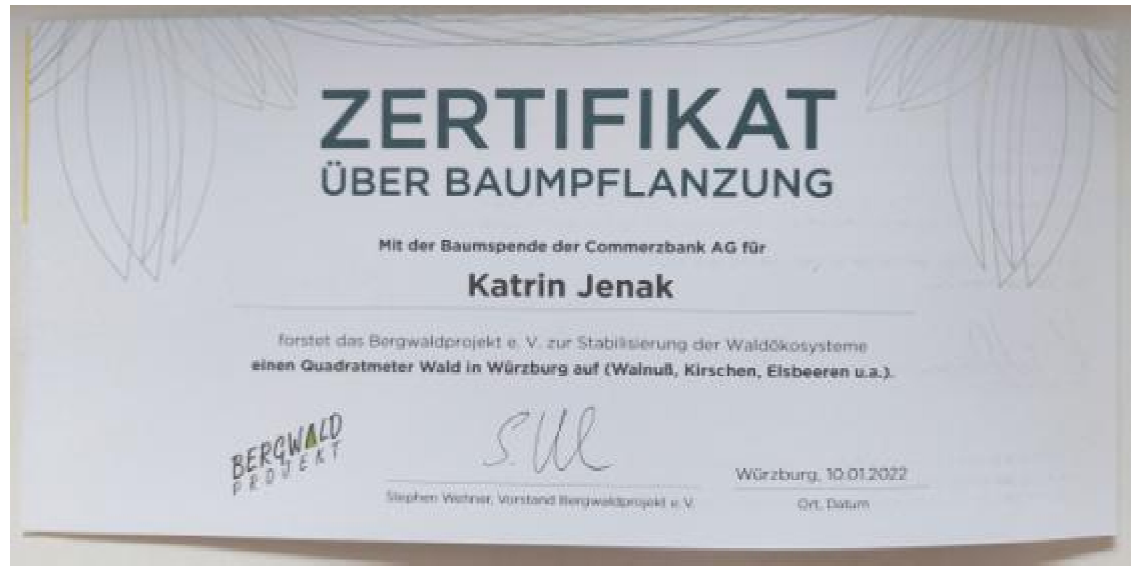 ZERTIFIKAT
ÜBER BAUMPFLANZUNG
Mit der Baumspende der Commerzbank AG für
Katrin Jenak
forstet das Bergwaldprojekt e. V. zur Stabilisierung der Waldökosysteme
einen Quadratmeter Wald in Würzburg auf (Walnuß, Kirschen, Elsbeeren u.a.).
BERGWALD
PROJEKT
Würzburg, 10.01.2022
Stephen Wehner, Vorstand Bergwaldprojekt e. V.
Ort, Datum